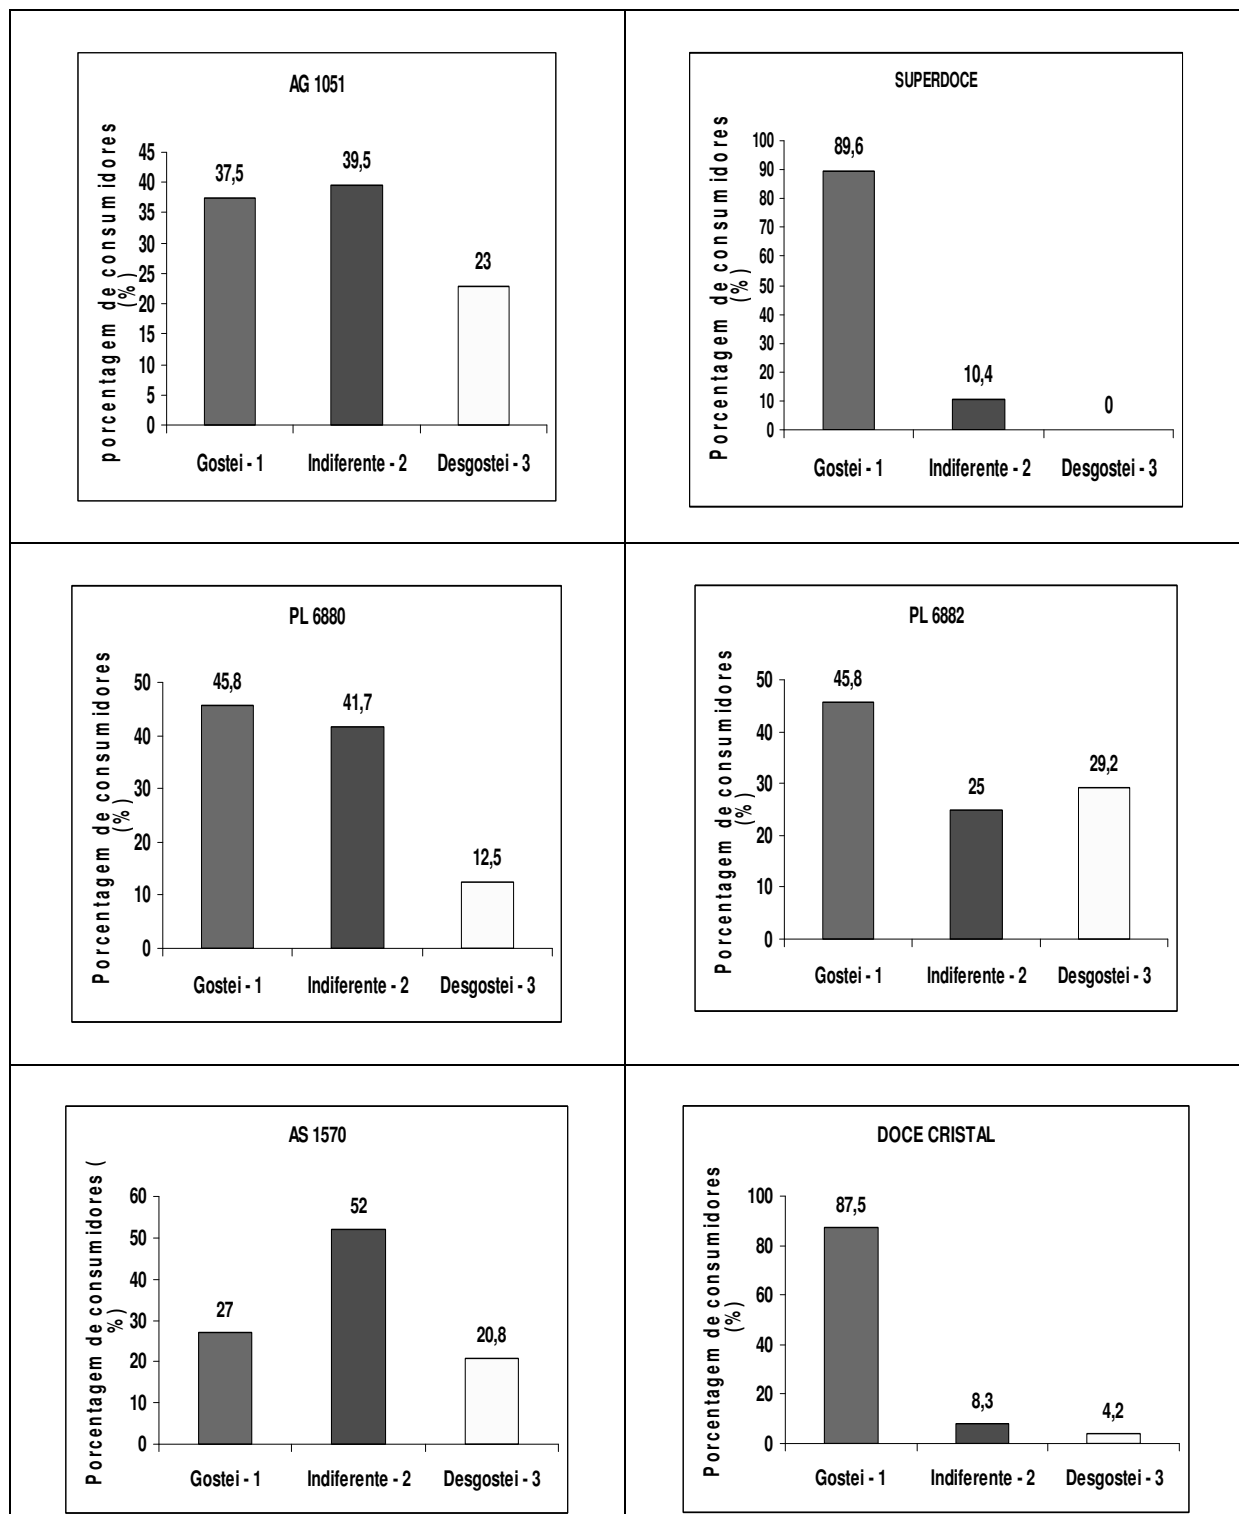 AG 1051
porcentagem de consumidores
(%)
45
40
35
30
25
20
15
10
5
0
37,5
39,5
23
Gostei - 1
Indiferente - 2
Desgostei - 3
SUPERDOCE
Porcentagem de consumidores
(%)
100
90
80
70
60
50
40
30
20
10
0
89,6
10,4
0
Gostei - 1
Indiferente - 2
Desgostei - 3
PL 6880
Porcentagem de consumidores
(%)
50
40
30
20
10
0
45,8
41,7
12,5
Gostei - 1
Indiferente - 2
Desgostei - 3
PL 6882
Porcentagem de consumidores
(%)
50
40
30
20
10
0
45,8
25
29,2
Gostei - 1
Indiferente - 2
Desgostei - 3
AS 1570
Porcentagem de consumidores (
%)
60
50
40
30
20
10
0
27
52
20,8
Gostei - 1
Indiferente - 2
Desgostei - 3
DOCE CRISTAL
Porcentagem de consumidores
(%)
100
80
60
40
20
0
87,5
8,3
4,2
Gostei - 1
Indiferente - 2
Desgostei - 3